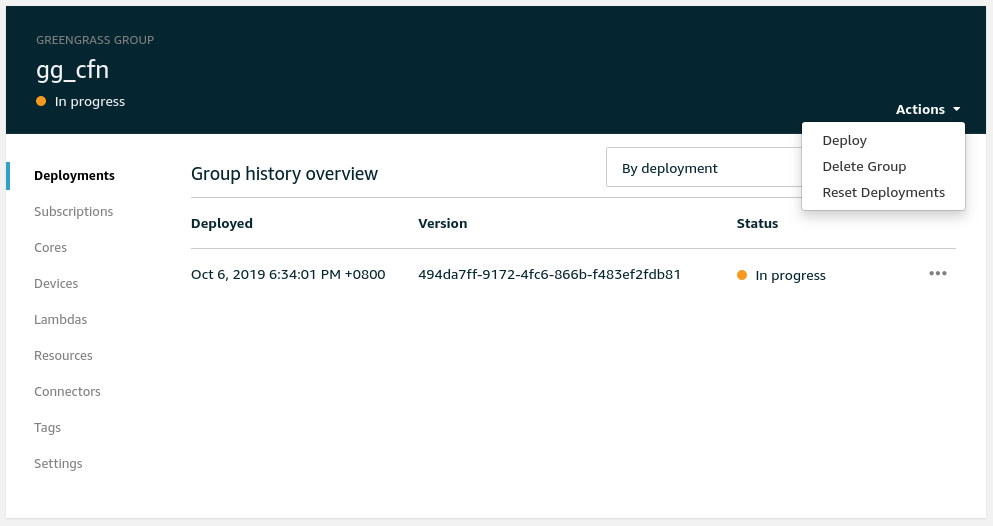 GREENGRASS GROUP
gg_cfn
In progress
Actions
Deploy
Delete Group
Reset Deployments
Deployments
Subscriptions
Cores
Devices
Lambdas
Resources
Connectors
Tags
Settings
Group history overview
By deployment
Deployed Version Status
Oct 6, 2019 6:34:01 PM +0800 494da7ff-9172-4fc6-866b-f483ef2fdb81 In progress